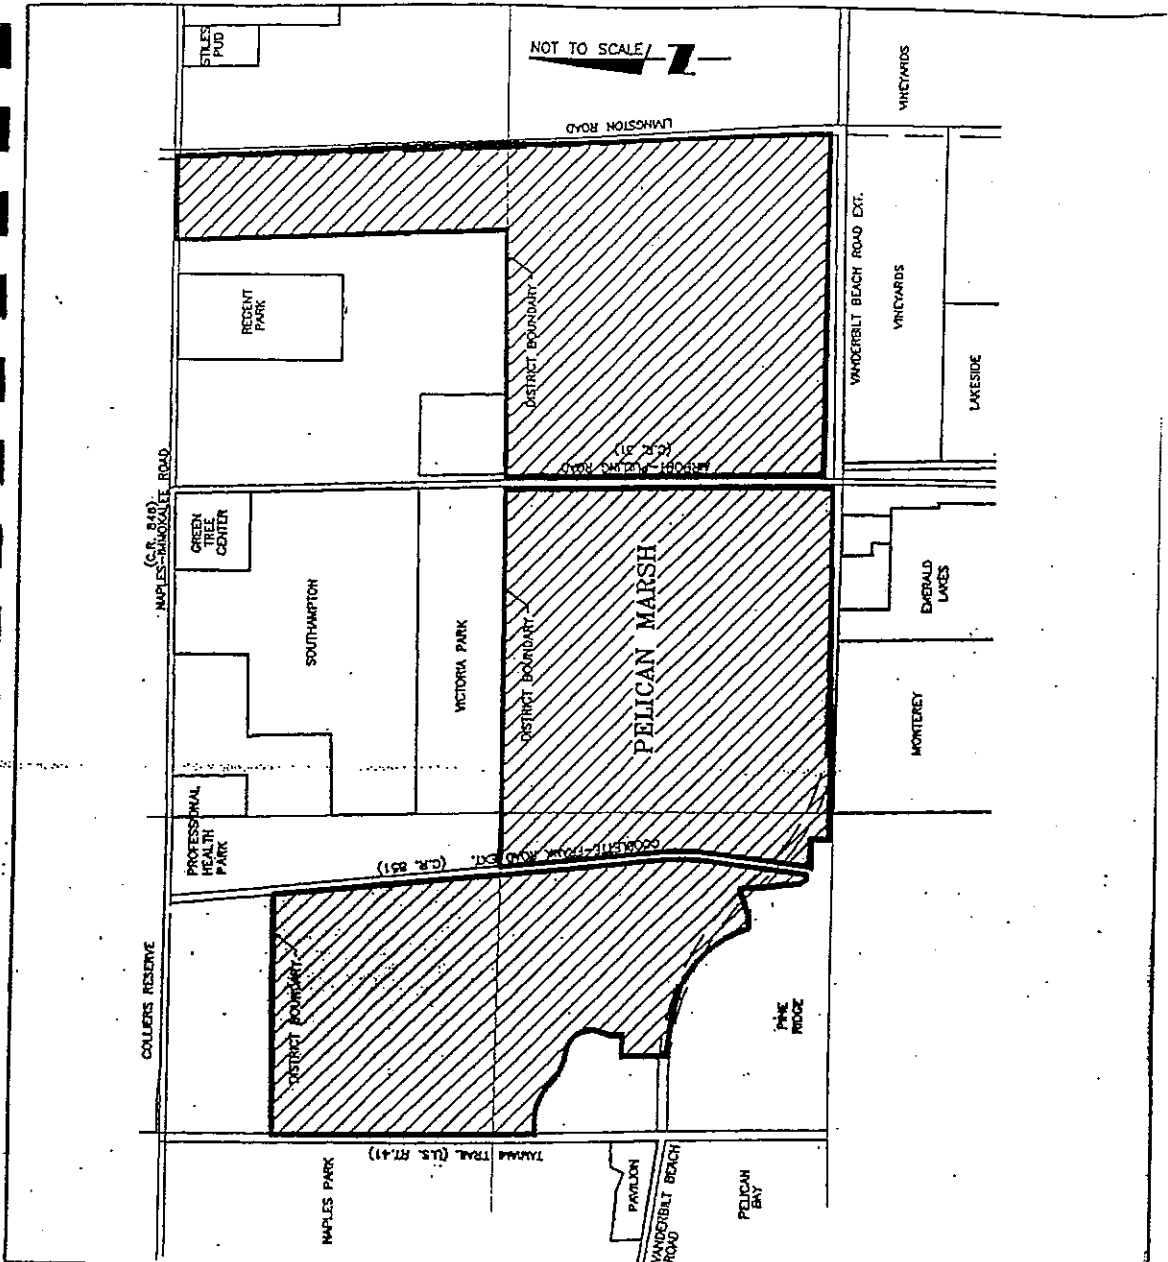 STILES
PUD
NOT TO SCALE
N
VINEYARDS
LIVINGSTON ROAD
REGENT
PARK
DISTRICT BOUNDARY
VANDERBILT BEACH ROAD EXT.
VINEYARDS
LAKESIDE
AIRPORT-PULLING ROAD
(C.R. 31)
(C.R. 846)
NAPLES-IMMOKALEE ROAD
GREEN
TREE
CENTER
SOUTHAMPTON
VICTORIA PARK
DISTRICT BOUNDARY
PELICAN MARSH
EMERALD
LAKES
MONTEREY
PROFESSIONAL
HEALTH
PARK
GOODLETTE-FRANK ROAD EXT. (C.R. 851)
COLLIERS RESERVE
DISTRICT BOUNDARY
PINE
RIDGE
TAMIAMI TRAIL (U.S. RT.41)
NAPLES PARK
PAVILION
VANDERBILT BEACH
ROAD
PELICAN
BAY